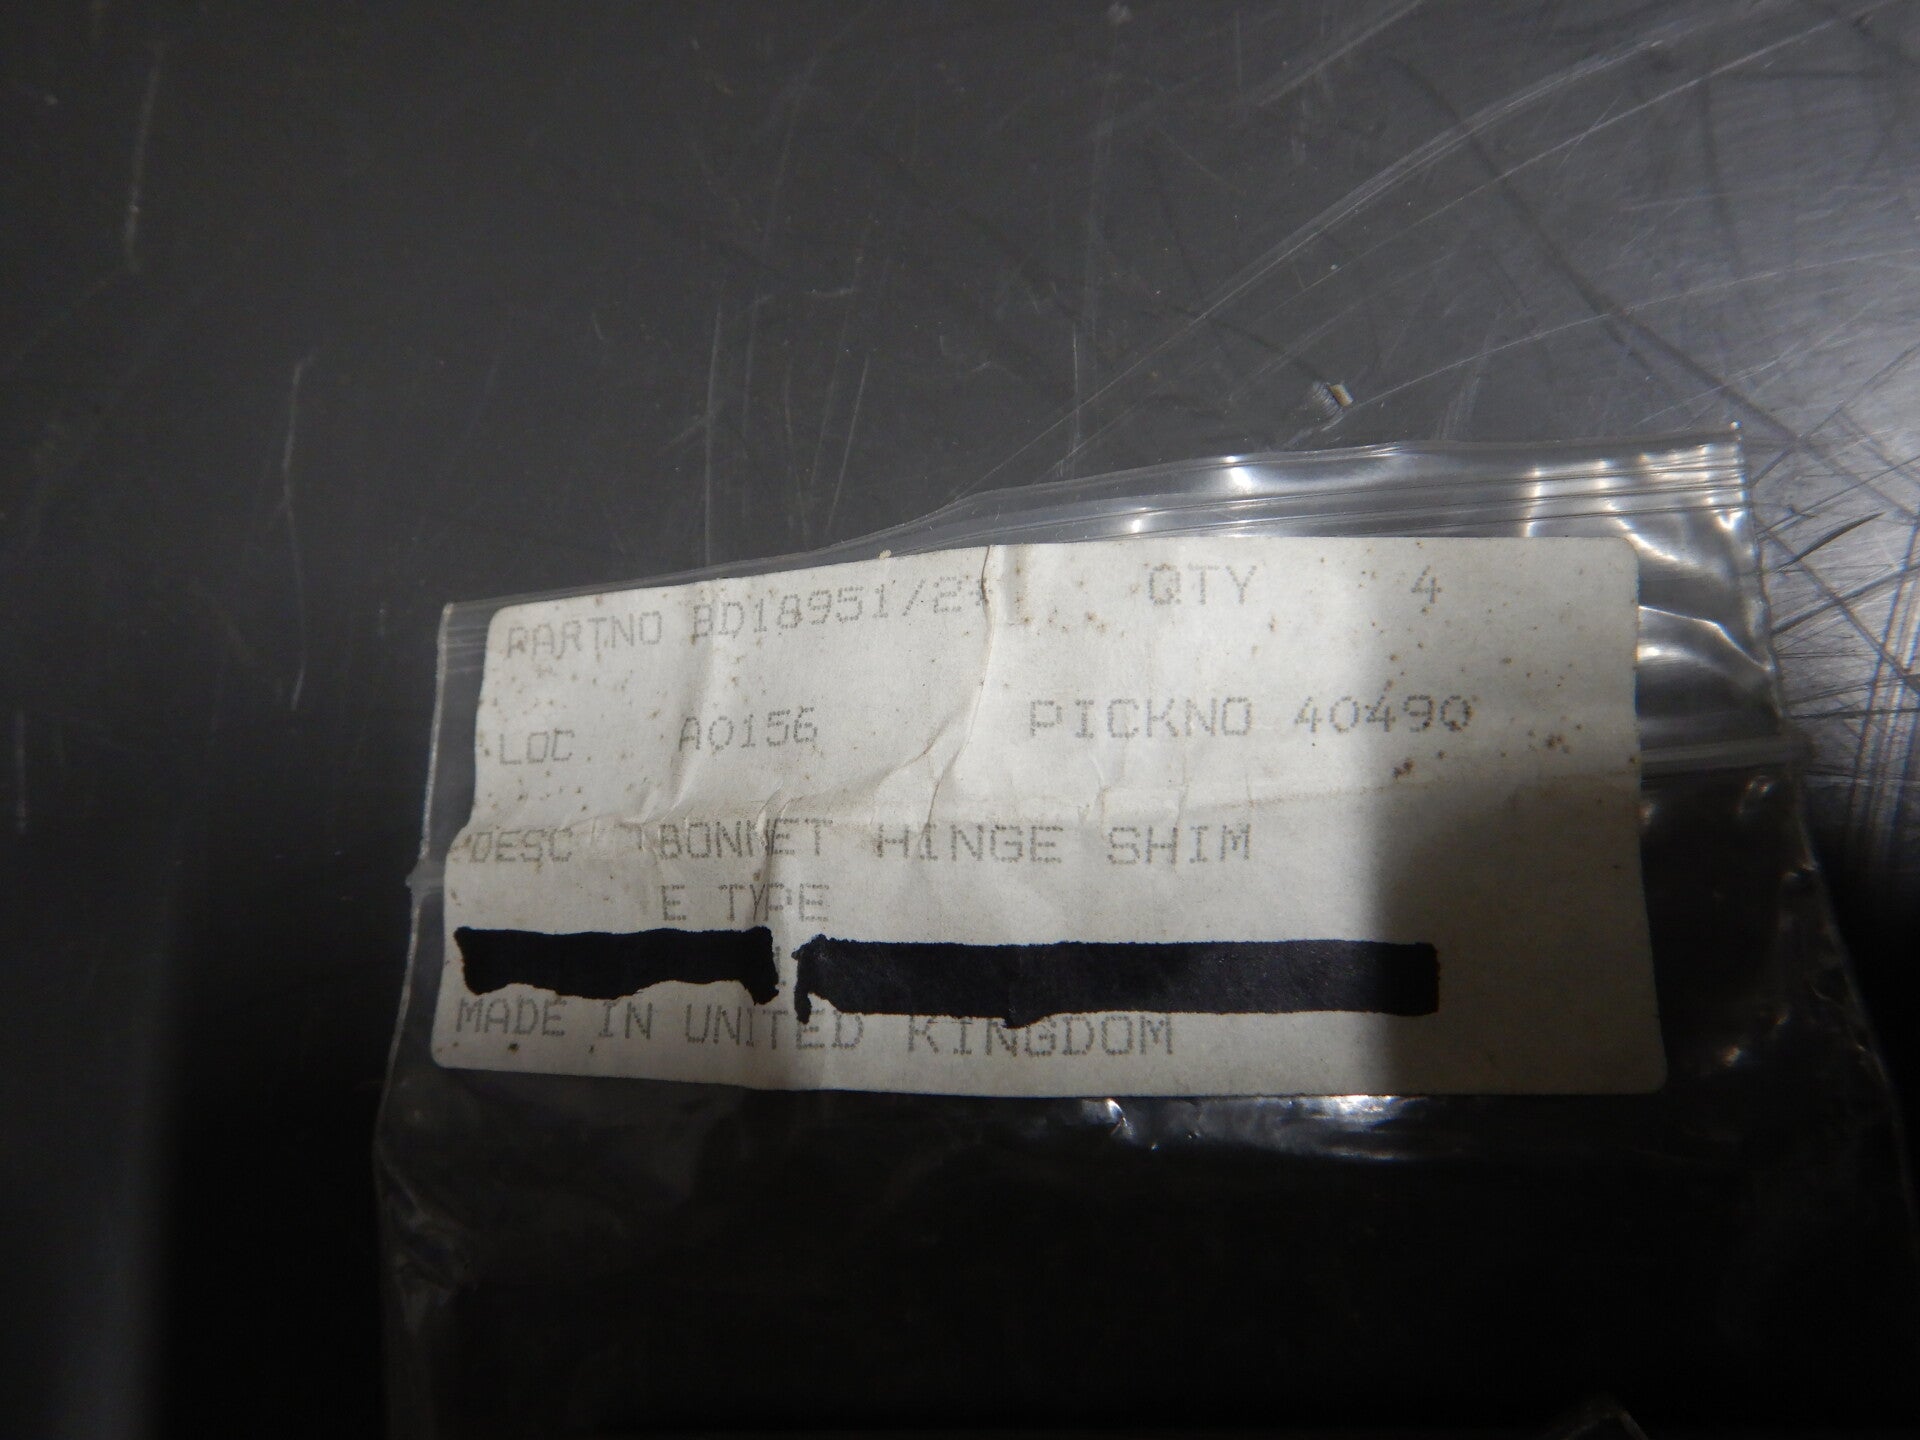 PARTNO BD18951/2# QTY 4
LOC A0156 PICKNO 40490
DESC BONNET HINGE SHIM
E TYPE
MADE IN UNITED KINGDOM